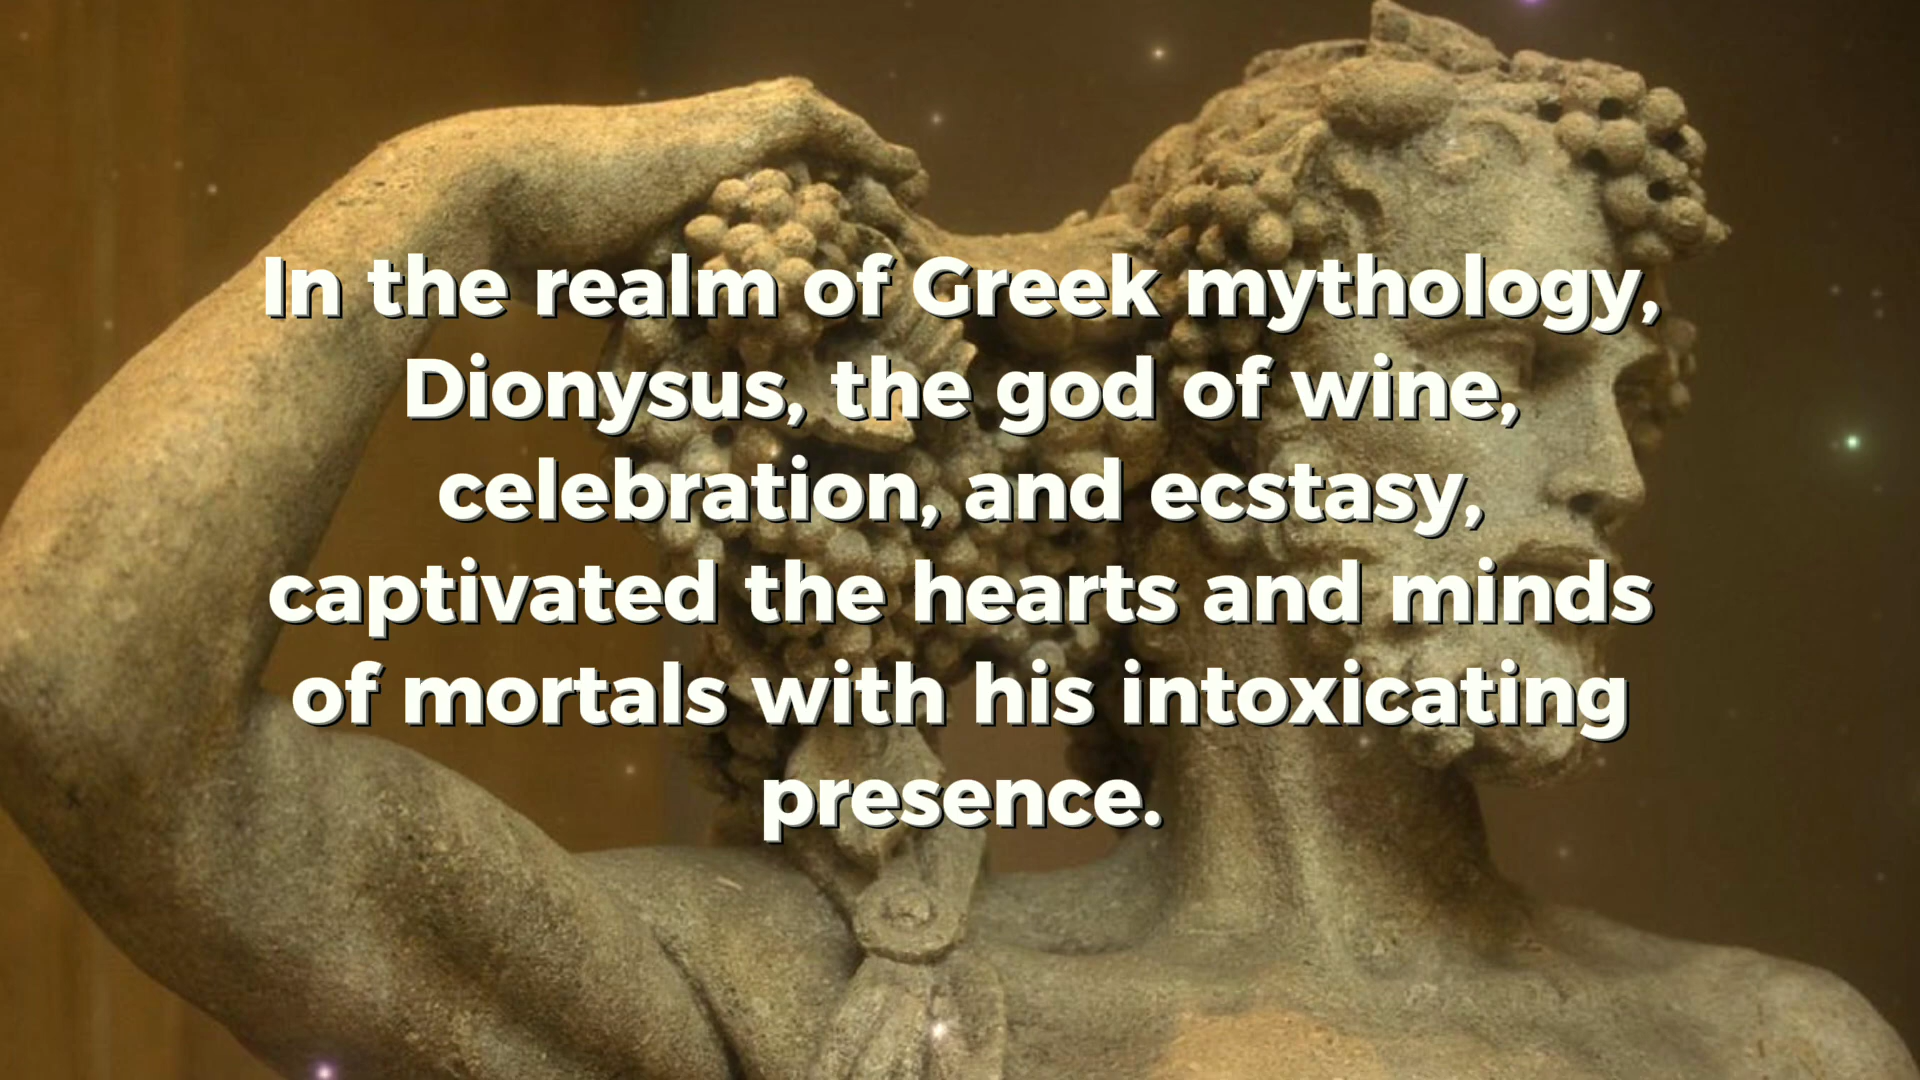 In the realm of Greek mythology,
Dionysus, the god of wine,
celebration, and ecstasy,
captivated the hearts and minds
of mortals with his intoxicating
presence.